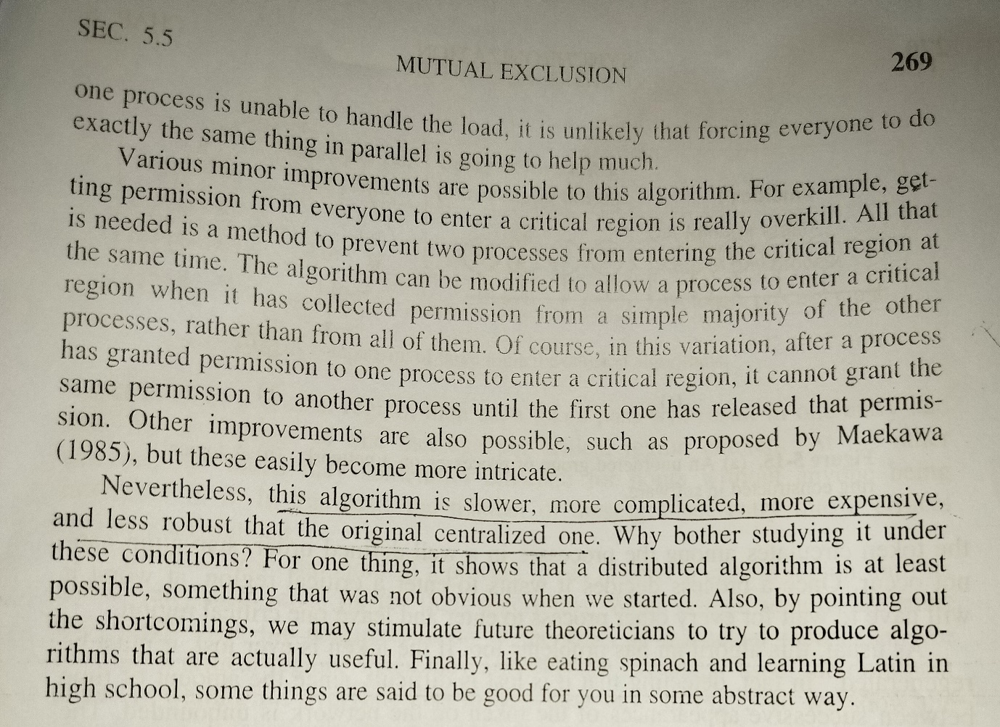 SEC. 5.5
MUTUAL EXCLUSION
269
one process is unable to handle the load, it is unlikely that forcing everyone to do
exactly the same thing in parallel is going to help much.
Various minor improvements are possible to this algorithm. For example, get-
ting permission from everyone to enter a critical region is really overkill. All that
is needed is a method to prevent two processes from entering the critical region at
the same time. The algorithm can be modified to allow a process to enter a critical
region when it has collected permission from a simple majority of the other
processes, rather than from all of them. Of course, in this variation, after a process
has granted permission to one process to enter a critical region, it cannot grant the
same permission to another process until the first one has released that permis-
sion. Other improvements are also possible, such as proposed by Maekawa
(1985), but these easily become more intricate.
Nevertheless, this algorithm is slower, more complicated, more expensive,
and less robust that the original centralized one. Why bother studying it under
these conditions? For one thing, it shows that a distributed algorithm is at least
possible, something that was not obvious when we started. Also, by pointing out
the shortcomings, we may stimulate future theoreticians to try to produce algo-
rithms that are actually useful. Finally, like eating spinach and learning Latin in
high school, some things are said to be good for you in some abstract way.